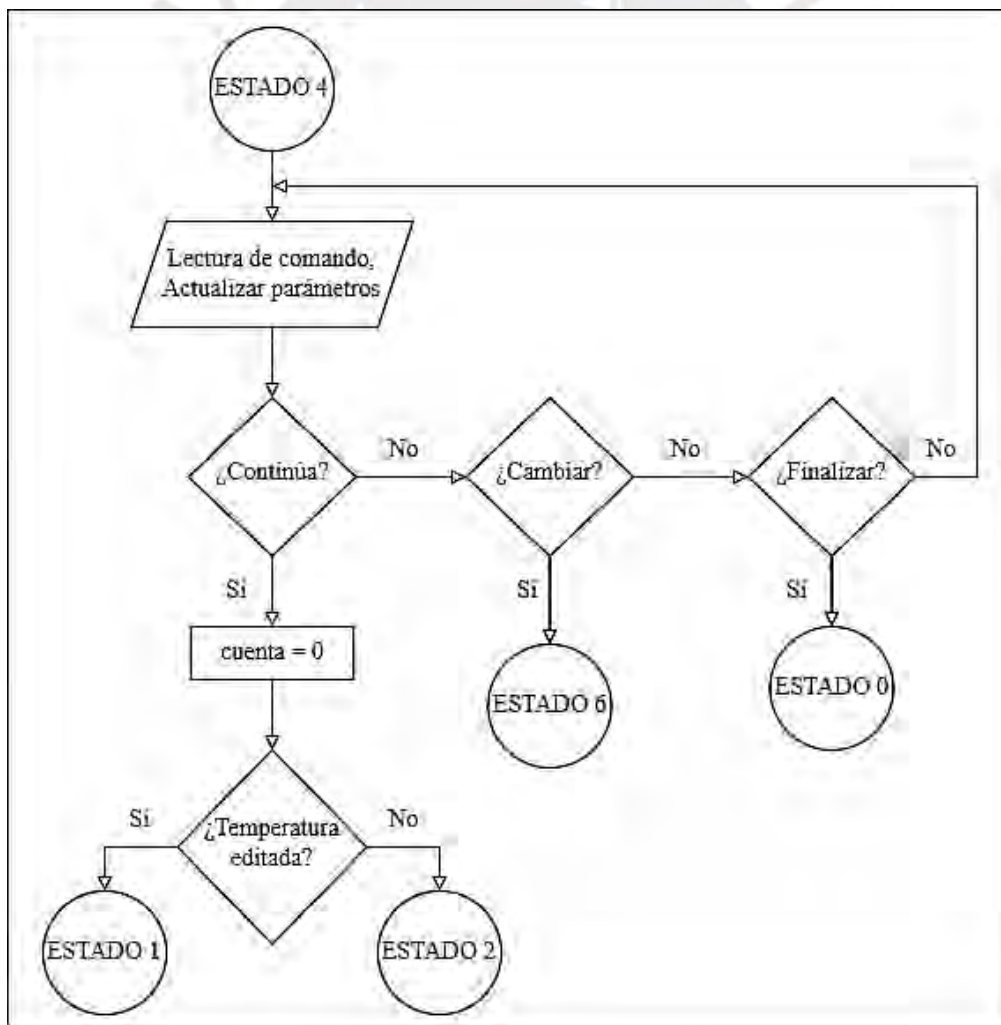 ESTADO 4
Lectura de comando,
Actualizar parámetros
¿Continúa?
No
¿Cambiar?
No
¿Finalizar?
No
Sí
Sí
Sí
cuenta = 0
ESTADO 6
ESTADO 0
Sí
¿Temperatura
editada?
No
ESTADO 1
ESTADO 2